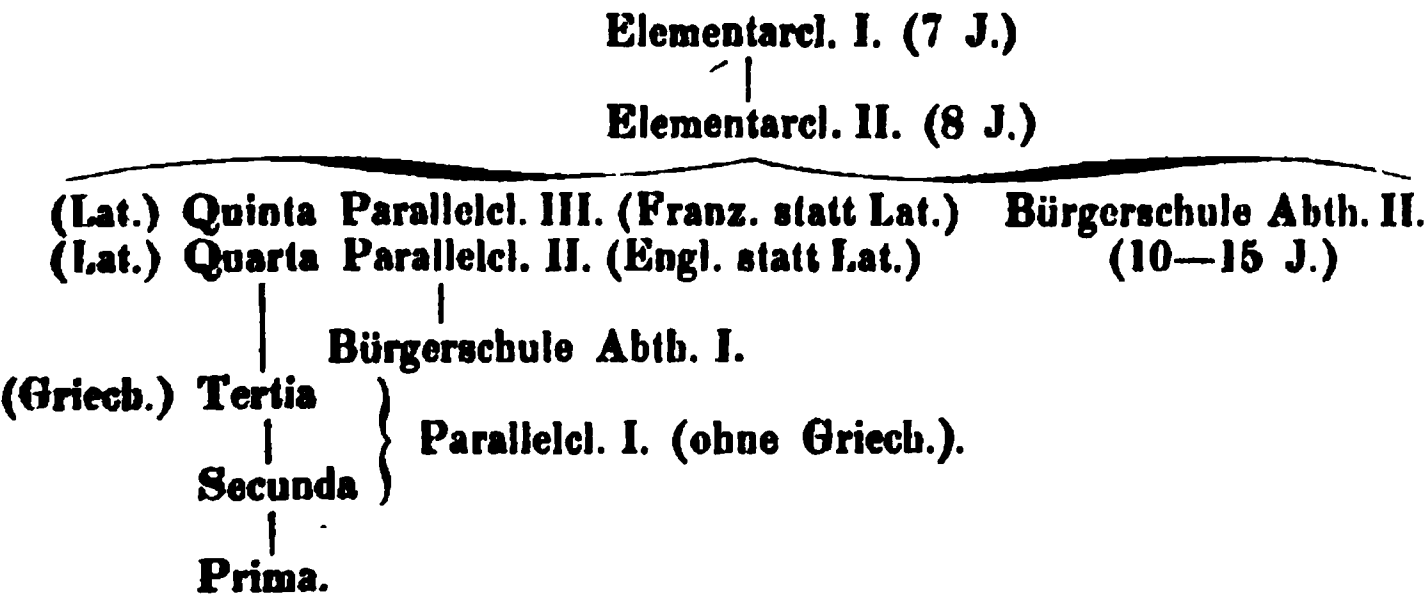 Elementarcl. I. (7 J.)
Elementarcl. II. (8 J.)
(Lat.) Quinta Parallelcl. III. (Franz. statt Lat.) Bürgerschule Abth. II.
(Lat.) Quarta Parallelcl. II. (Engl. statt Lat.) (10—15 J.)
Bürgerschule Abth. I.
(Griech.) Tertia
Parallelcl. I. (ohne Griech.).
Secunda
Prima.